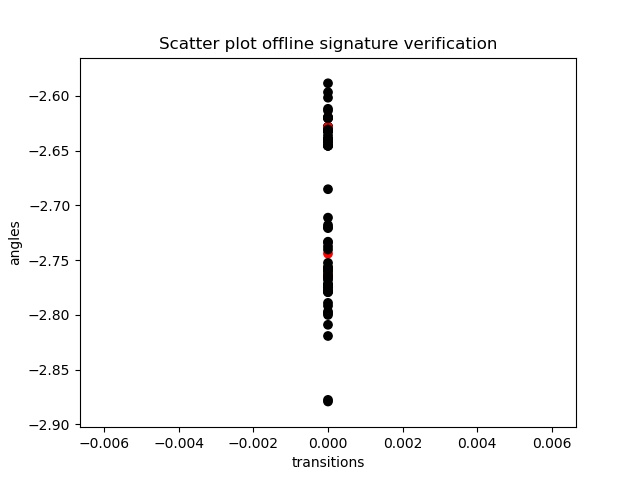 Scatter plot offline signature verification
−2.60
−2.65
−2.70
−2.75
−2.80
−2.85
−2.90
angles
−0.006 −0.004 −0.002 0.000 0.002 0.004 0.006
transitions